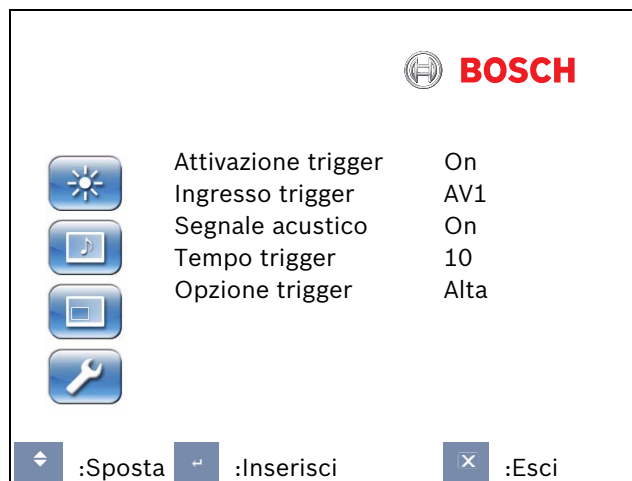 BOSCH
Attivazione trigger On
Ingresso trigger AV1
Segnale acustico On
Tempo trigger 10
Opzione trigger Alta
:Sposta :Inserisci :Esci